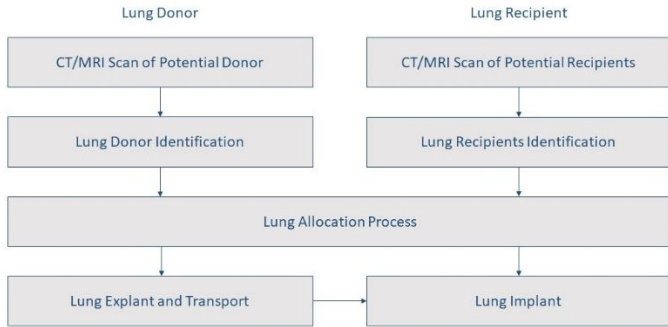 Lung Donor
Lung Recipient
CT/MRI Scan of Potential Donor
CT/MRI Scan of Potential Recipients
Lung Donor Identification
Lung Recipients Identification
Lung Allocation Process
Lung Explant and Transport
Lung Implant